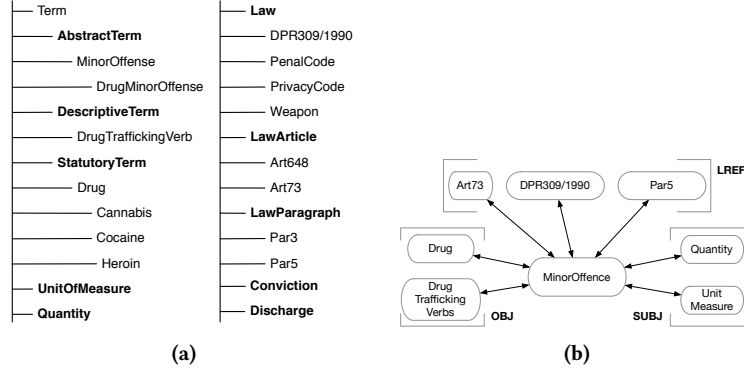 Term
AbstractTerm
MinorOffense
DrugMinorOffense
DescriptiveTerm
DrugTraffickingVerb
StatutoryTerm
Drug
Cannabis
Cocaine
Heroin
UnitOfMeasure
Quantity
Law
DPR309/1990
PenalCode
PrivacyCode
Weapon
LawArticle
Art648
Art73
LawParagraph
Par3
Par5
Conviction
Discharge
(a)
Art73
DPR309/1990
Par5
LREF
Drug
MinorOffence
Quantity
Drug
Trafficking
Verbs
OBJ
SUBJ
Unit
Measure
(b)